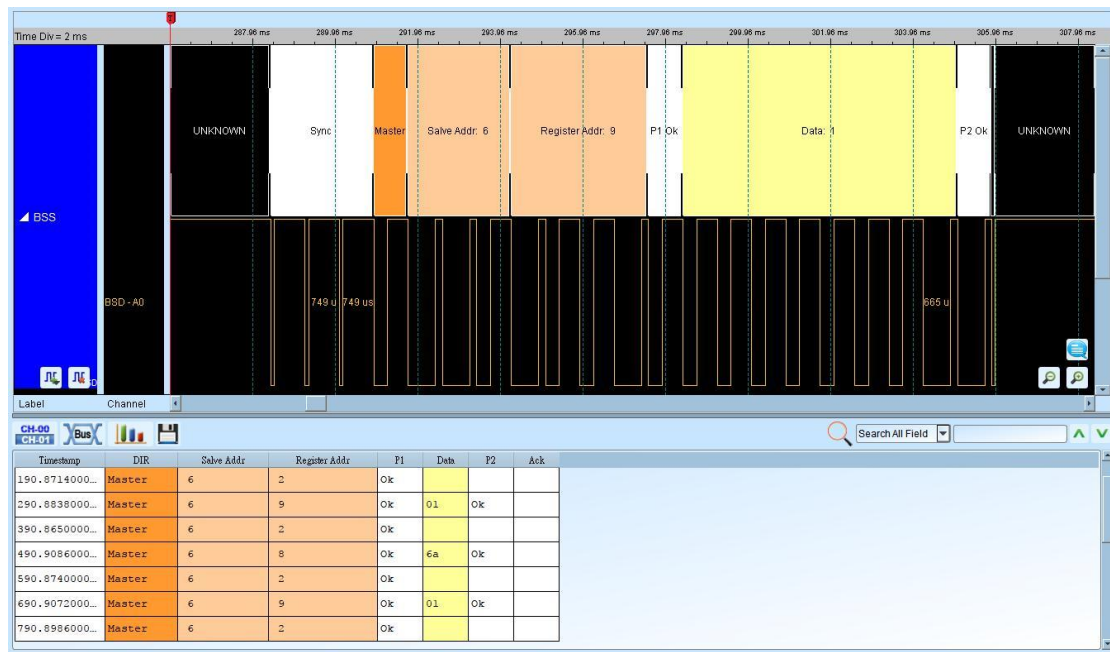 Time Div = 2 ms
287.96 ms 289.96 ms 291.96 ms 293.96 ms 295.96 ms 297.96 ms 299.96 ms 301.96 ms 303.96 ms 305.96 ms 307.96 ms
UNKNOWN Sync Master Salve Addr: 6 Register Addr: 9 P1 Ok Data: 1 P2 Ok UNKNOWN
BSS
BSD - A0 749 u 749 us 665 u
Label Channel
CH-00
CH-01 Bus Search All Field
Timestamp DIR Salve Addr Register Addr P1 Data P2 Ack
190.8714000... Master 6 2 Ok
290.8838000... Master 6 9 Ok 01 Ok
390.8650000... Master 6 2 Ok
490.9086000... Master 6 8 Ok 6a Ok
590.8740000... Master 6 2 Ok
690.9072000... Master 6 9 Ok 01 Ok
790.8986000... Master 6 2 Ok